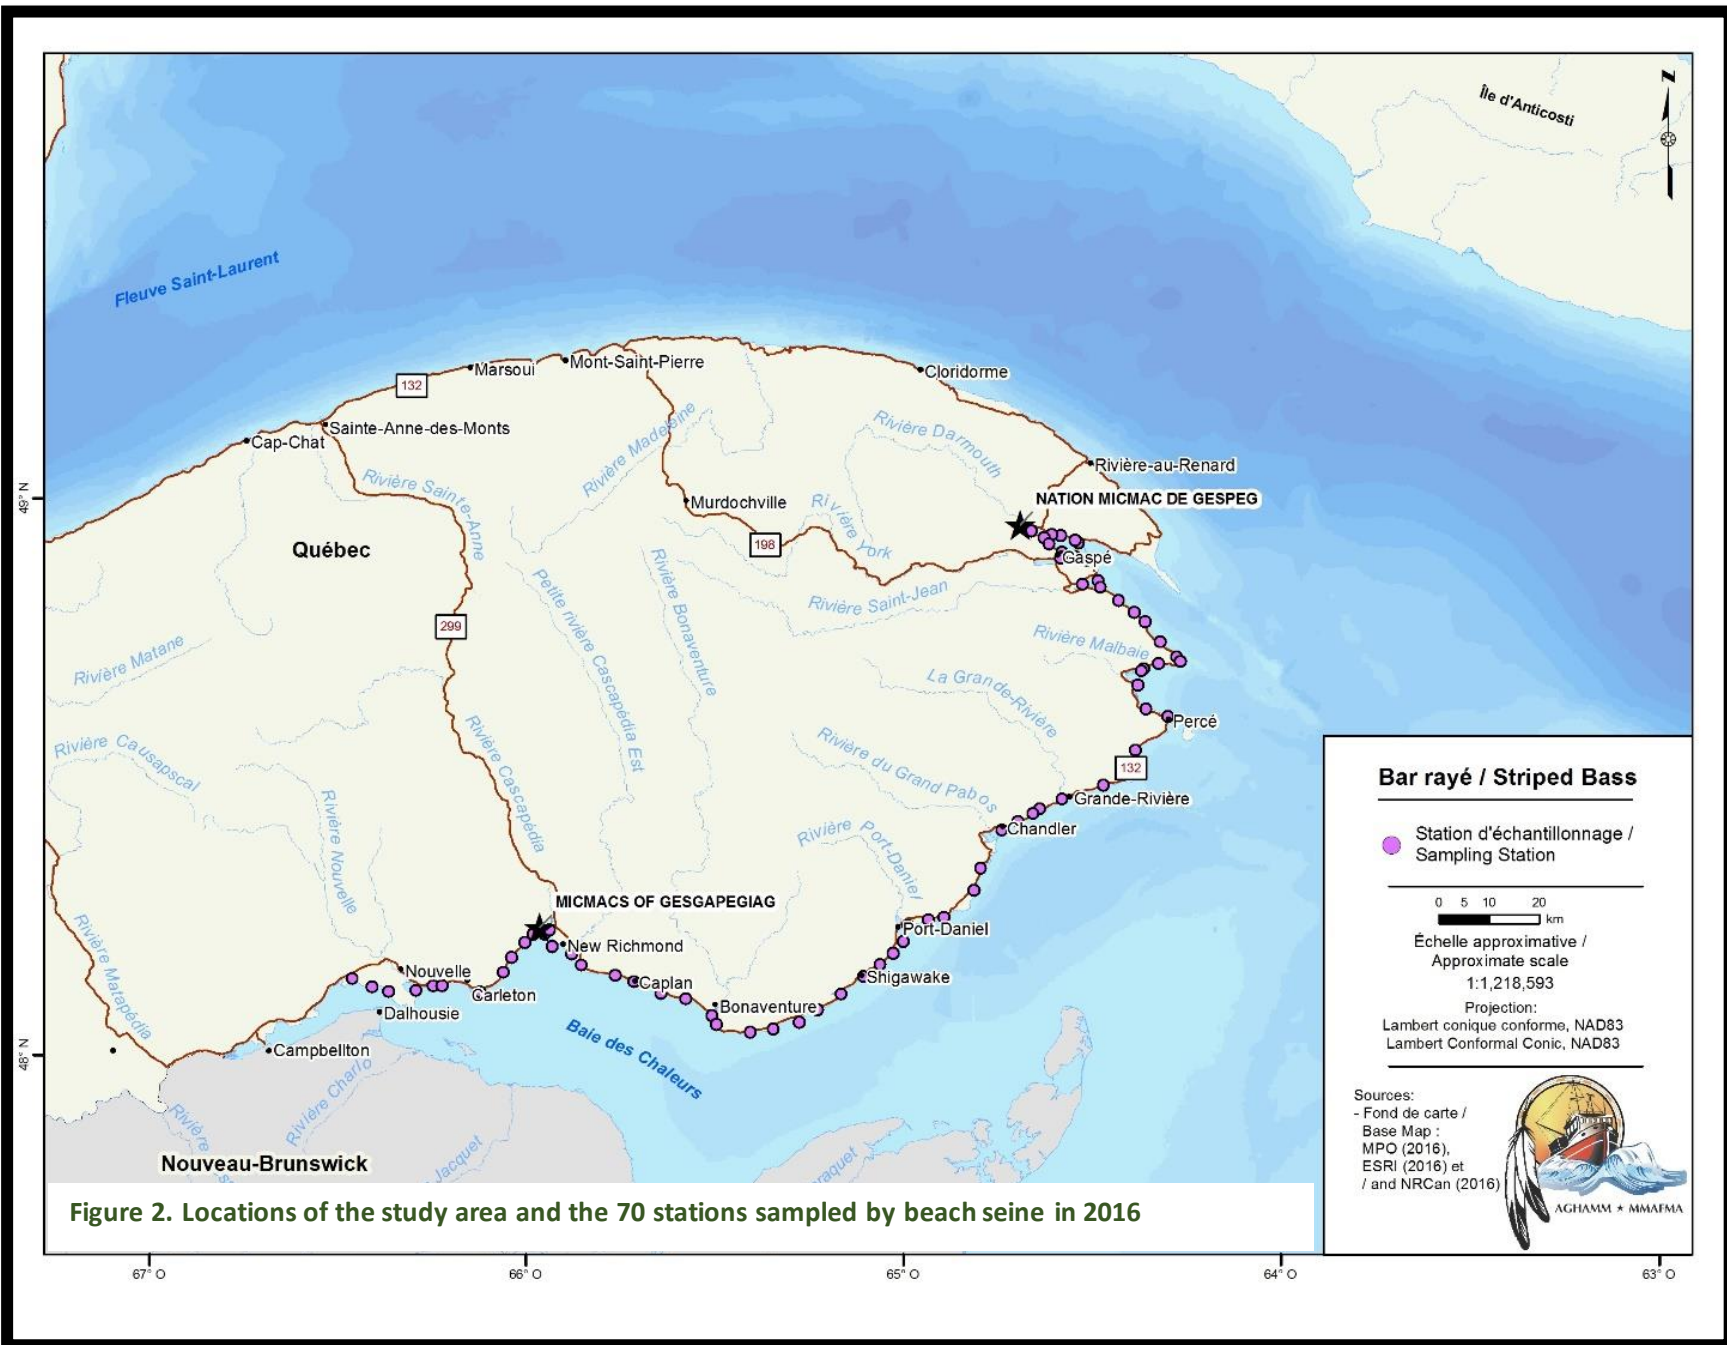 Île d'Anticosti
Fleuve Saint-Laurent
Marsoui
Mont-Saint-Pierre
Cloridorme
132
Sainte-Anne-des-Monts
Cap-Chat
Rivière Madeleine
Rivière Darmouth
Rivière-au-Renard
Rivière Sainte-Anne
Murdochville
Rivière York
NATION MICMAC DE GESPEG
49° N
Québec
198
Gaspé
Rivière Bonaventure
Petite rivière Cascapédia Est
Rivière Saint-Jean
299
Rivière Malbaie
Rivière Matane
La Grande-Rivière
Percé
Rivière Causapscal
Rivière Cascapédia
Rivière du Grand Pabos
132
Grande-Rivière
Chandler
Rivière Nouvelle
Rivière Port-Daniel
MICMACS OF GESGAPEGIAG
Rivière Matapédia
New Richmond
Port-Daniel
Nouvelle
Carleton
Caplan
Shigawake
Dalhousie
Bonaventure
Baie des Chaleurs
48° N
Campbellton
Rivière Charlo
Rivière
Jacquet
raquet
Nouveau-Brunswick
Figure 2. Locations of the study area and the 70 stations sampled by beach seine in 2016
67° O
66° O
65° O
64° O
63° O
Bar rayé / Striped Bass
Station d'échantillonnage /
Sampling Station
0 5 10 20
km
Échelle approximative /
Approximate scale
1:1,218,593
Projection:
Lambert conique conforme, NAD83
Lambert Conformal Conic, NAD83
Sources:
- Fond de carte /
Base Map :
MPO (2016),
ESRI (2016) et
/ and NRCan (2016)
AGHAMM ★ MMAFMA